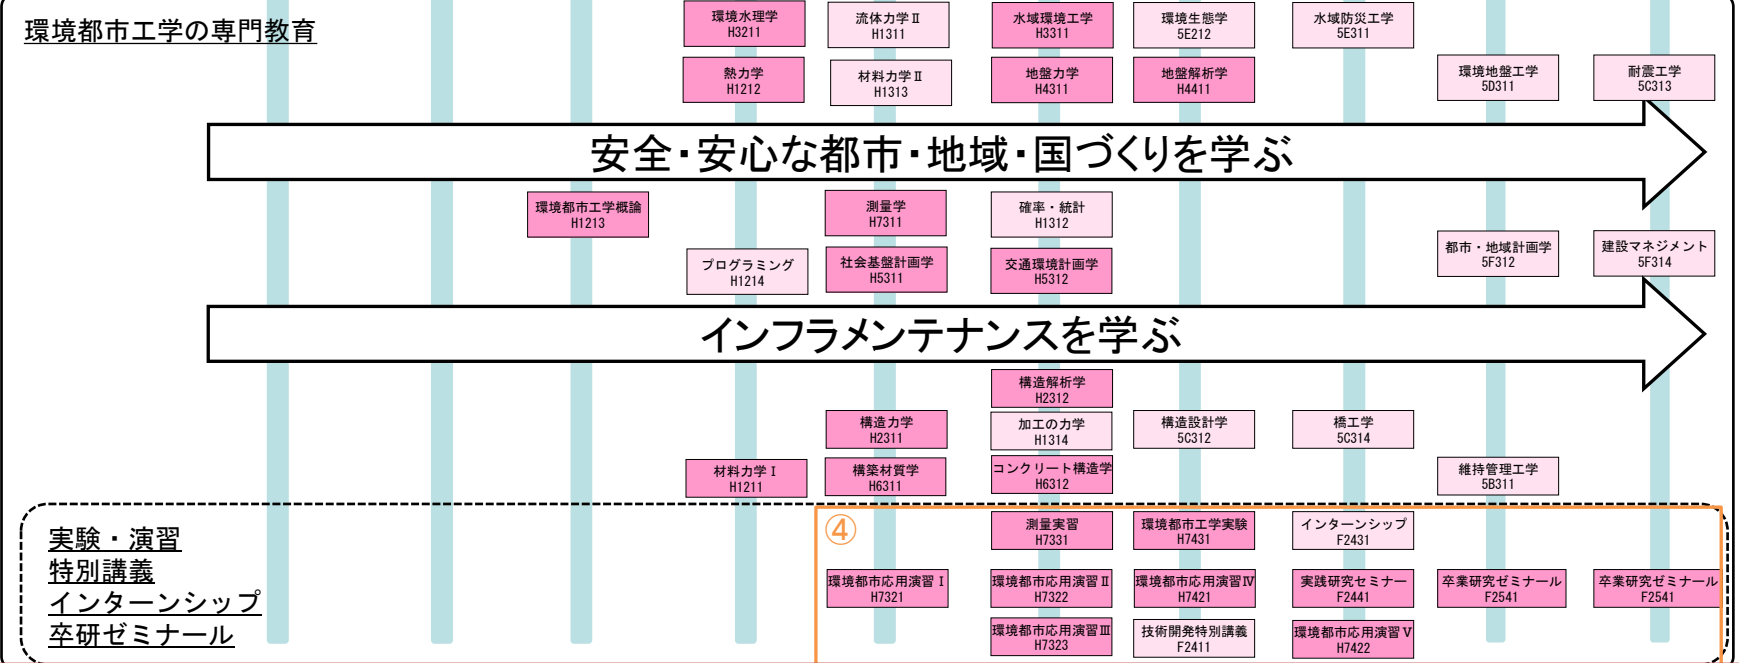 環境都市工学の専門教育
環境水理学
H3211
流体力学Ⅱ
H1311
水域環境工学
H3311
環境生態学
5E212
水域防災工学
5E311
熱力学
H1212
材料力学Ⅱ
H1313
地盤力学
H4311
地盤解析学
H4411
環境地盤工学
5D311
耐震工学
5C313
安全・安心な都市・地域・国づくりを学ぶ
環境都市工学概論
H1213
測量学
H7311
確率・統計
H1312
プログラミング
H1214
社会基盤計画学
H5311
交通環境計画学
H5312
都市・地域計画学
5F312
建設マネジメント
5F314
インフラメンテナンスを学ぶ
構造解析学
H2312
構造力学
H2311
加工の力学
H1314
構造設計学
5C312
橋工学
5C314
材料力学Ⅰ
H1211
構築材質学
H6311
コンクリート構造学
H6312
維持管理工学
5B311
実験・演習
特別講義
インターンシップ
卒研ゼミナール
④
測量実習
H7331
環境都市工学実験
H7431
インターンシップ
F2431
環境都市応用演習Ⅰ
H7321
環境都市応用演習Ⅱ
H7322
環境都市応用演習Ⅳ
H7421
実践研究セミナー
F2441
卒業研究ゼミナール
F2541
卒業研究ゼミナール
F2541
環境都市応用演習Ⅲ
H7323
技術開発特別講義
F2411
環境都市応用演習Ⅴ
H7422